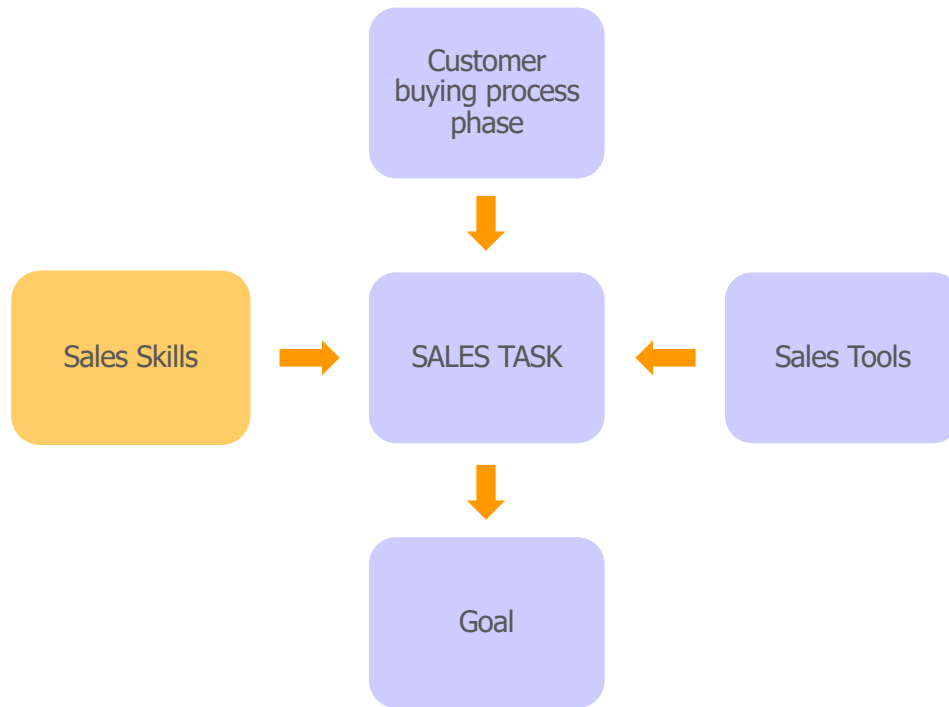 Customer
buying process
phase
Sales Skills
SALES TASK
Sales Tools
Goal